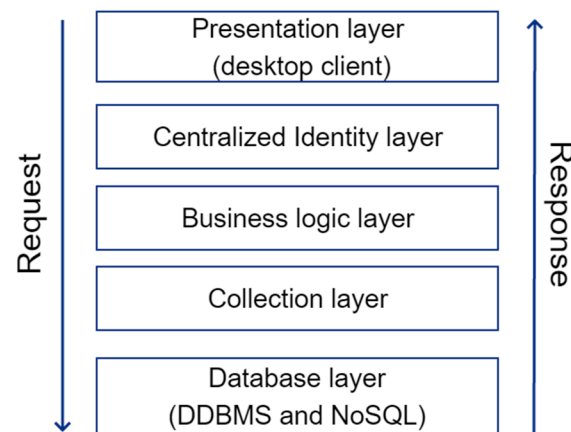 Presentation layer
(desktop client)
Centralized Identity layer
Request
Response
Business logic layer
Collection layer
Database layer
(DDBMS and NoSQL)